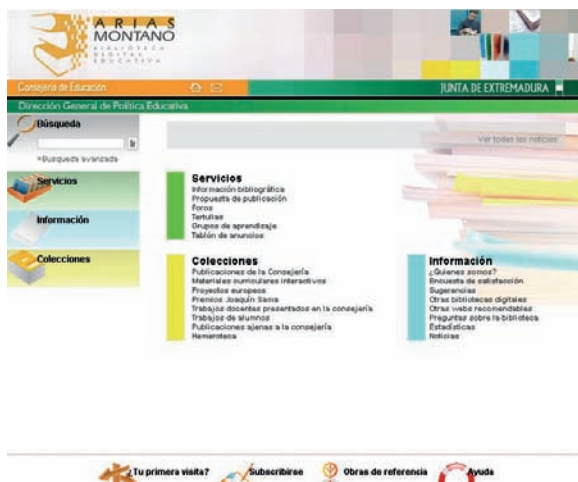 ARIAS
MONTANO
BIBLIOTECA
DIGITAL
EDUCATIVA
Consejería de Educación
JUNTA DE EXTREMADURA
Dirección General de Política Educativa
Búsqueda
Ir
»Búsqueda avanzada
Ver todas las noticias
Servicios
Información
Colecciones
Servicios
Información bibliográfica
Propuesta de publicación
Foros
Tertulias
Grupos de aprendizaje
Tablón de anuncios
Colecciones
Publicaciones de la Consejería
Materiales curriculares interactivos
Proyectos europeos
Premios Joaquín Sama
Trabajos docentes presentados en la consejería
Trabajos de alumnos
Publicaciones ajenas a la consejería
Hemeroteca
Información
¿Quienes somos?
Encuesta de satisfacción
Sugerencias
Otras bibliotecas digitales
Otras webs recomendables
Preguntas sobre la biblioteca
Estadísticas
Noticias
¿Tu primera visita?
Subscribirse
Obras de referencia
Ayuda